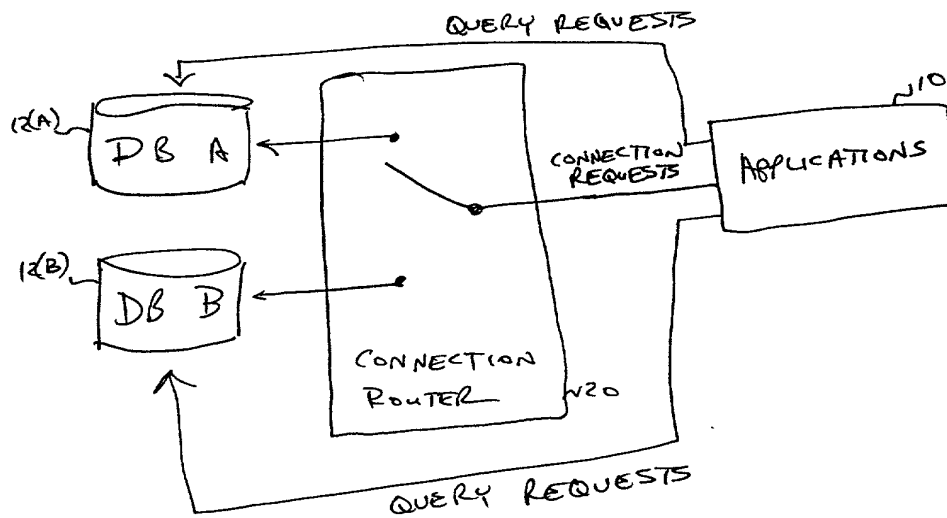 QUERY REQUESTS
10
12(A)
DB A
CONNECTION
REQUESTS
APPLICATIONS
12(B)
DB B
CONNECTION
ROUTER
20
QUERY REQUESTS